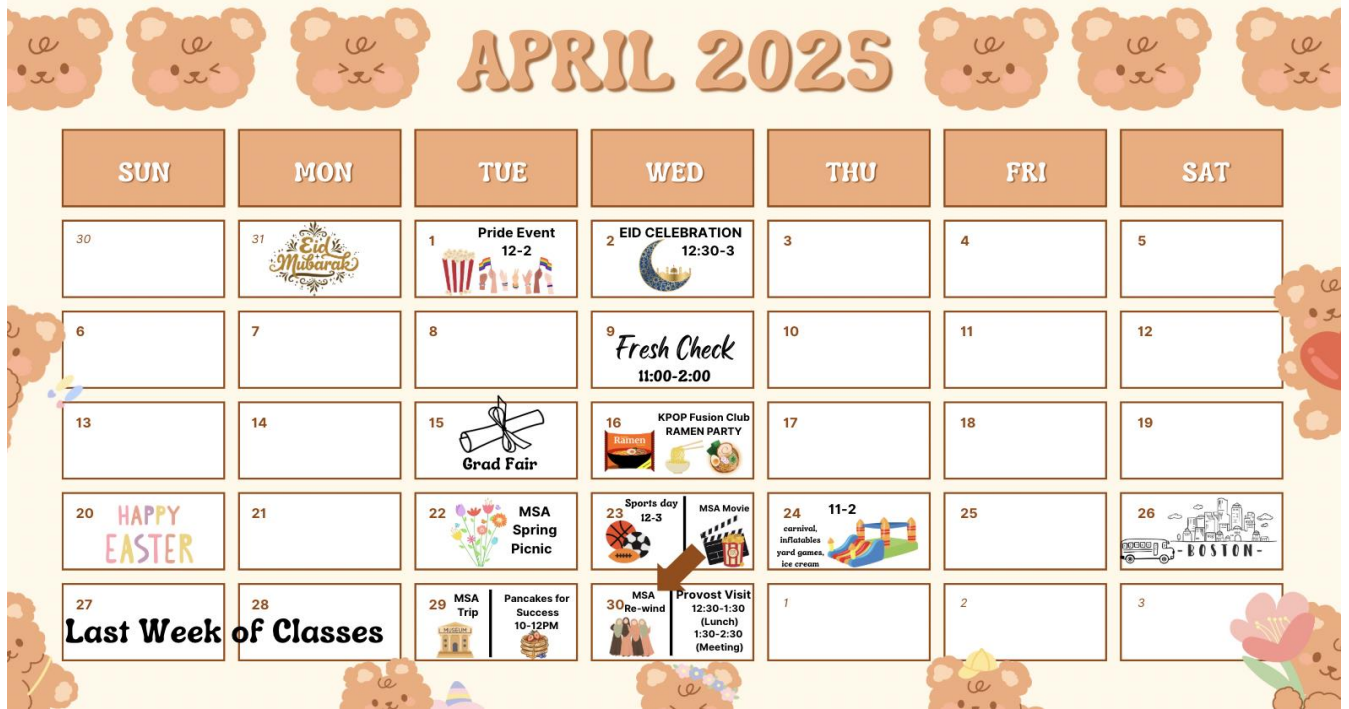 APRIL 2025
SUN MON TUE WED THU FRI SAT
30
31
Eid
Mubarak
1
Pride Event
12-2
2
EID CELEBRATION
12:30-3
3
4
5
6
7
8
9
Fresh Check
11:00-2:00
10
11
12
13
14
15
Grad Fair
16
KPOP Fusion Club
RAMEN PARTY
Ramen
17
18
19
20
HAPPY
EASTER
21
22
MSA
Spring
Picnic
23
Sports day
12-3
MSA Movie
24
11-2
carnival,
inflatables
yard games,
ice cream
25
26
-BOSTON-
27
28
Last Week of Classes
29
MSA
Trip
MUSEUM
Pancakes for
Success
10-12PM
30
MSA
Re-wind
Provost Visit
12:30-1:30
(Lunch)
1:30-2:30
(Meeting)
1
2
3